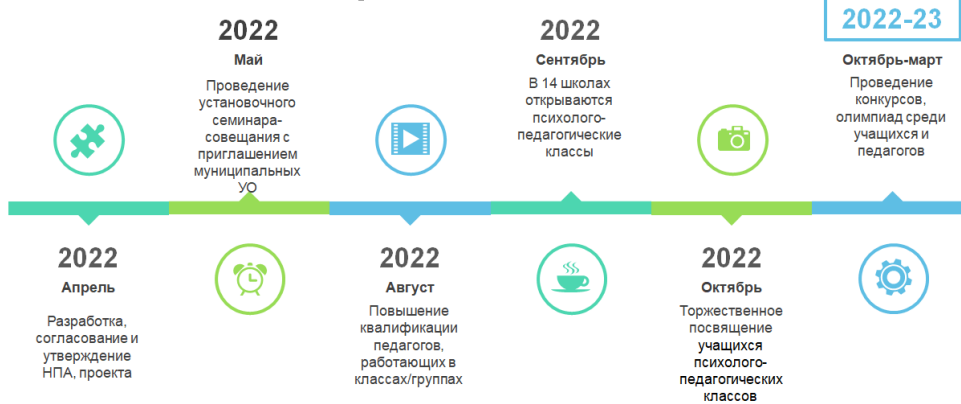 2022
Май
Проведение
установочного
семинара-
совещания с
приглашением
муниципальных
УО
2022
Сентябрь
В 14 школах
открываются
психолого-
педагогические
классы
2022-23
Октябрь-март
Проведение
конкурсов,
олимпиад среди
учащихся и
педагогов
2022
Апрель
Разработка,
согласование и
утверждение
НПА, проекта
2022
Август
Повышение
квалификации
педагогов,
работающих в
классах/группах
2022
Октябрь
Торжественное
посвящение
учащихся
психолого-
педагогических
классов